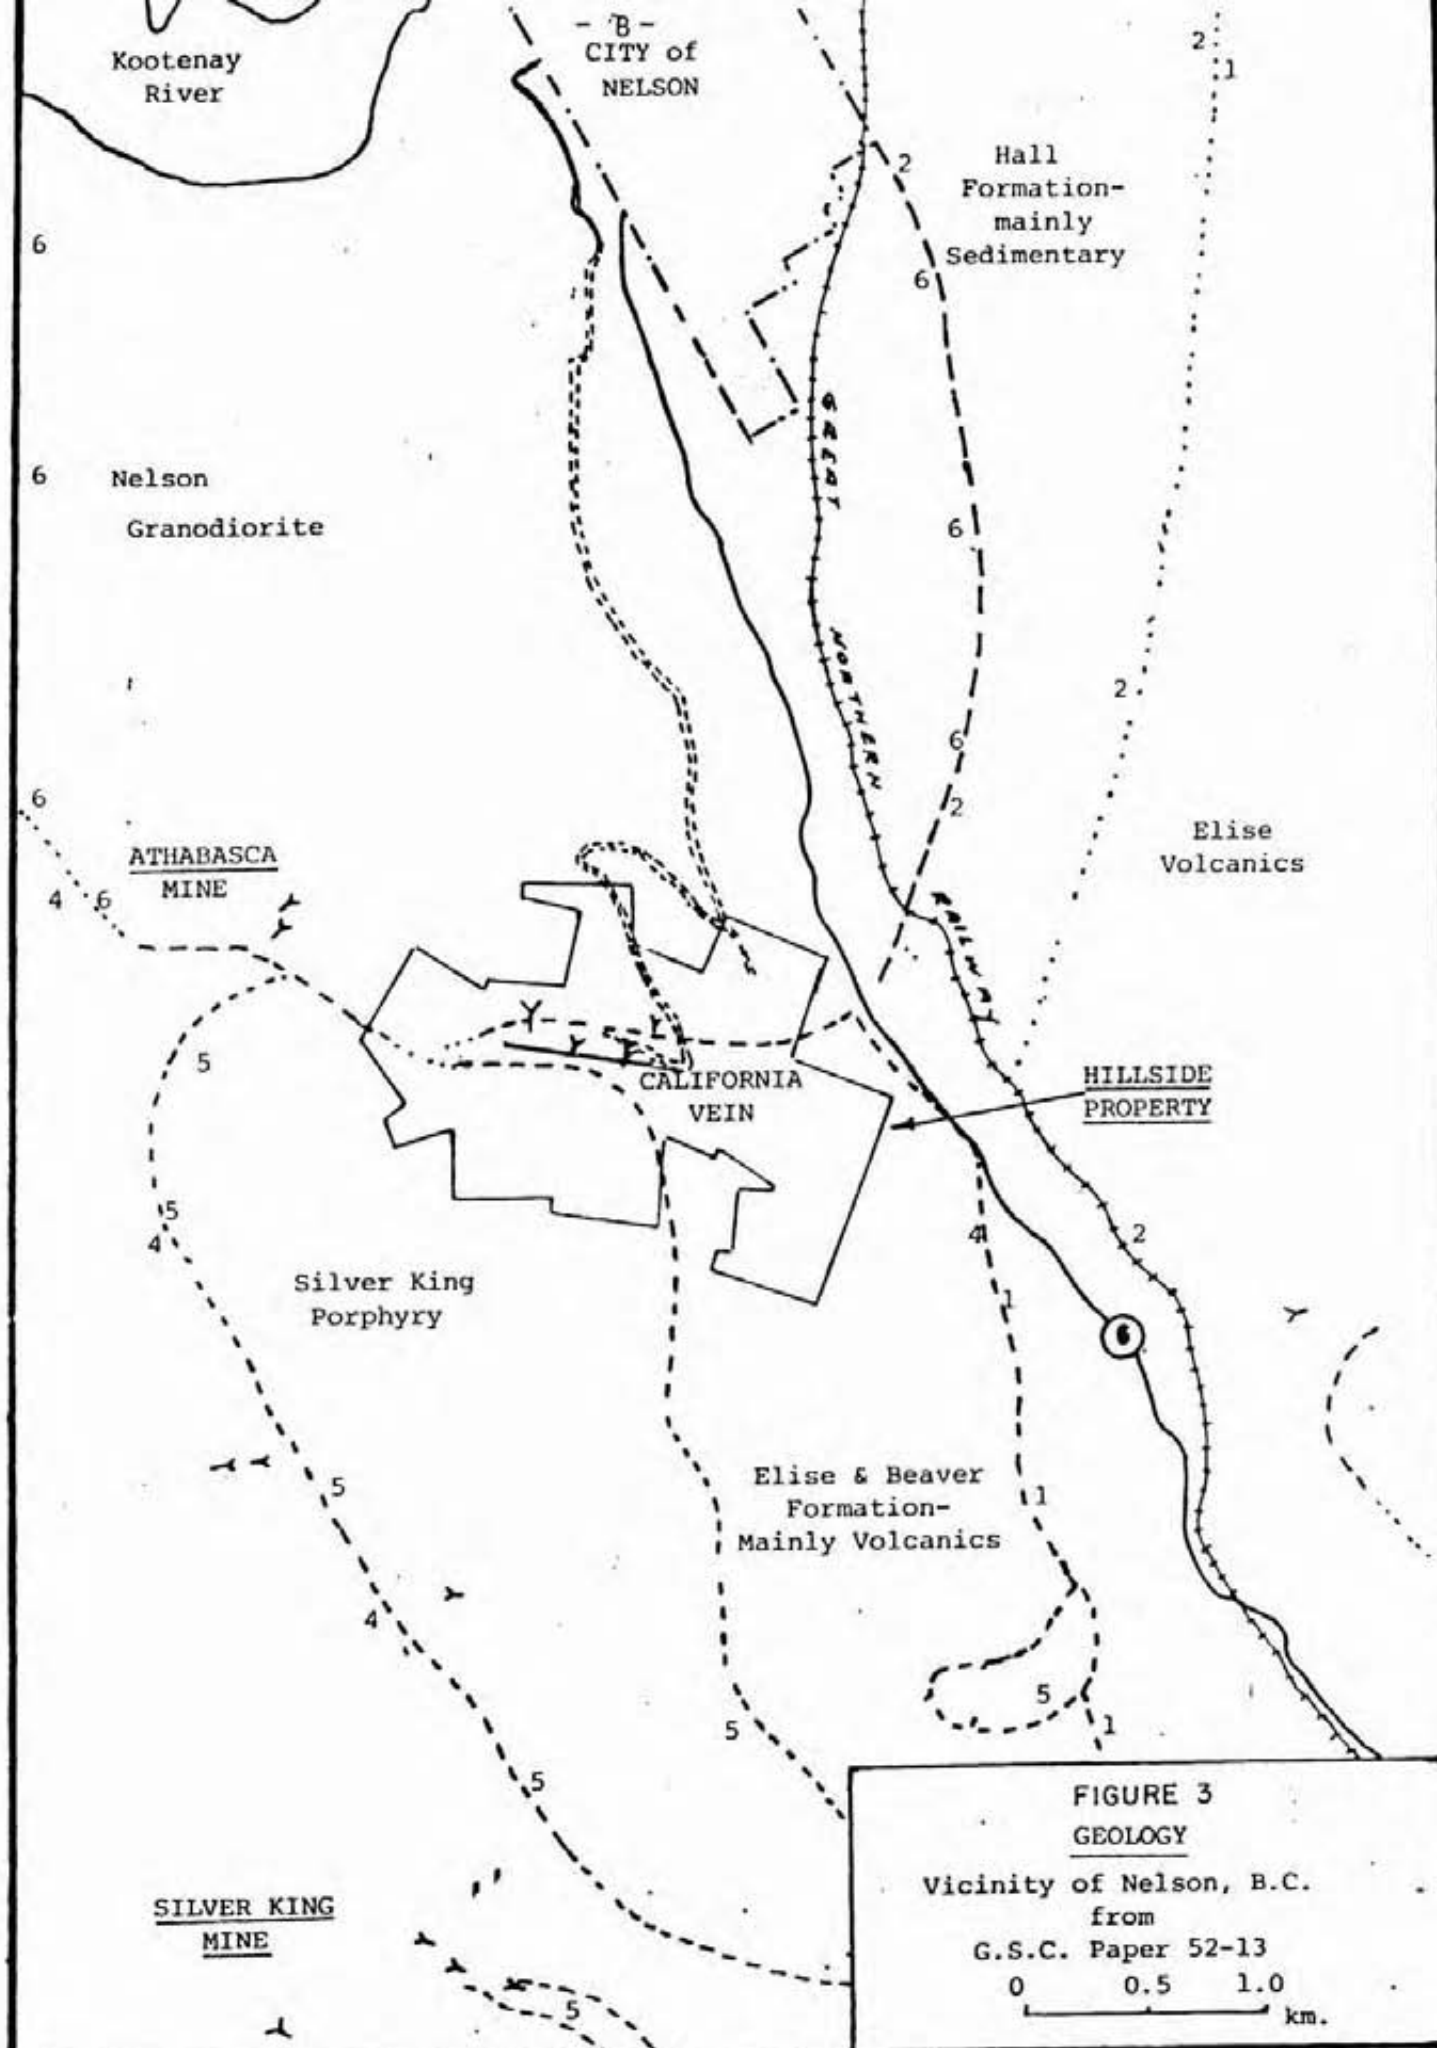 - B -
CITY of
NELSON
Kootenay
River
2
1
Hall
Formation-
mainly
Sedimentary
2
6
6
GREAT
6
Nelson
Granodiorite
6
NORTHERN
2
6
6
2
ATHABASCA
MINE
4
6
Elise
Volcanics
RAILWAY
5
CALIFORNIA
VEIN
HILLSIDE
PROPERTY
5
4
4
2
1
Silver King
Porphyry
6
5
Elise & Beaver
Formation-
Mainly Volcanics
1
4
5
5
1
5
SILVER KING
MINE
5
FIGURE 3
GEOLOGY
Vicinity of Nelson, B.C.
from
G.S.C. Paper 52-13
0 0.5 1.0
km.